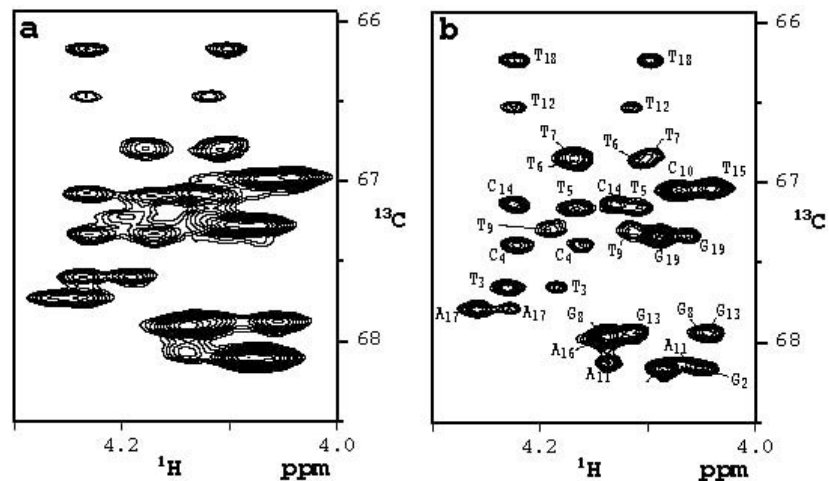 a
66
67
13C
68
4.2
4.0
1H
ppm
b
66
T18
T18
T12
T12
T7
T6
T7
T6
C10
T15
67
C14
T5
C14
T5
13C
T9
C4
C4
T9
G19
G19
T3
T3
A17
A17
G8
G13
G8
G13
68
A16
A11
A11
G2
4.2
4.0
1H
ppm